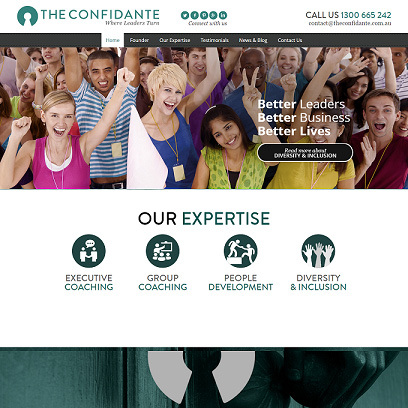 THE CONFIDANTE
Where Leaders Turn
Connect with us
CALL US 1300 665 242
contact@theconfidante.com.au
Home Founder Our Expertise Testimonials News & Blog Contact Us
Better Leaders
Better Business
Better Lives
Read more about
DIVERSITY & INCLUSION
OUR EXPERTISE
EXECUTIVE
COACHING
GROUP
COACHING
PEOPLE
DEVELOPMENT
DIVERSITY
& INCLUSION